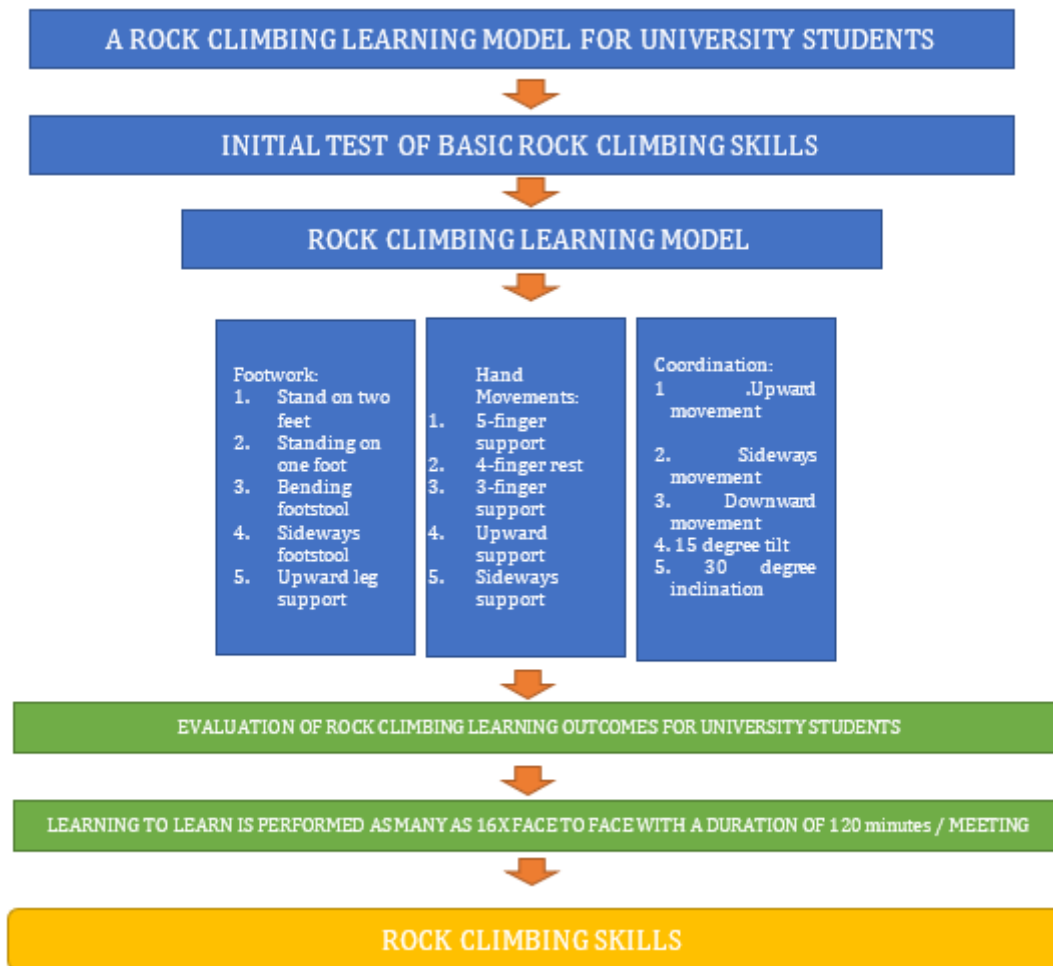 A ROCK CLIMBING LEARNING MODEL FOR UNIVERSITY STUDENTS
INITIAL TEST OF BASIC ROCK CLIMBING SKILLS
ROCK CLIMBING LEARNING MODEL
Footwork:
1. Stand on two
feet
2. Standing on
one foot
3. Bending
footstool
4. Sideways
footstool
5. Upward leg
support
Hand
Movements:
1. 5-finger
support
2. 4-finger rest
3. 3-finger
support
4. Upward
support
5. Sideways
support
Coordination:
1 .Upward
movement
2. Sideways
movement
3. Downward
movement
4. 15 degree tilt
5. 30 degree
inclination
EVALUATION OF ROCK CLIMBING LEARNING OUTCOMES FOR UNIVERSITY STUDENTS
LEARNING TO LEARN IS PERFORMED AS MANY AS 16X FACE TO FACE WITH A DURATION OF 120 minutes / MEETING
ROCK CLIMBING SKILLS